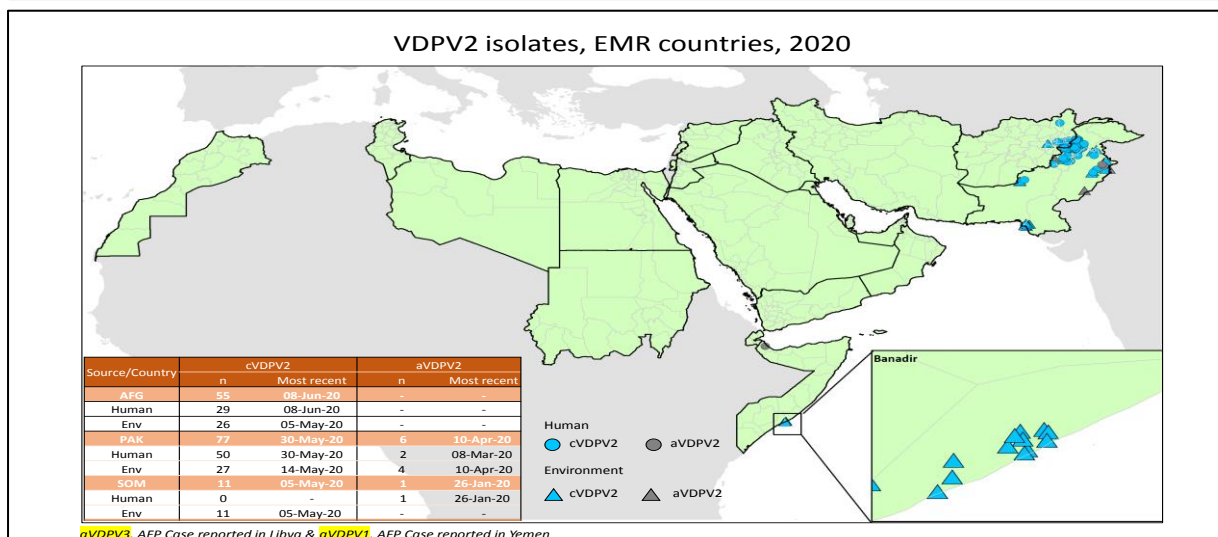 VDPV2 isolates, EMR countries, 2020
Source/Country cVDPV2 aVDPV2
n Most recent n Most recent
AFG 55 08-Jun-20 - -
Human 29 08-Jun-20 - -
Env 26 05-May-20 - -
PAK 77 30-May-20 6 10-Apr-20
Human 50 30-May-20 2 08-Mar-20
Env 27 14-May-20 4 10-Apr-20
SOM 11 05-May-20 1 26-Jan-20
Human 0 - 1 26-Jan-20
Env 11 05-May-20 - -
Human
cVDPV2 aVDPV2
Environment
cVDPV2 aVDPV2
Banadir
aVDPV3, AFP Case reported in Libya & aVDPV1, AFP Case reported in Yemen